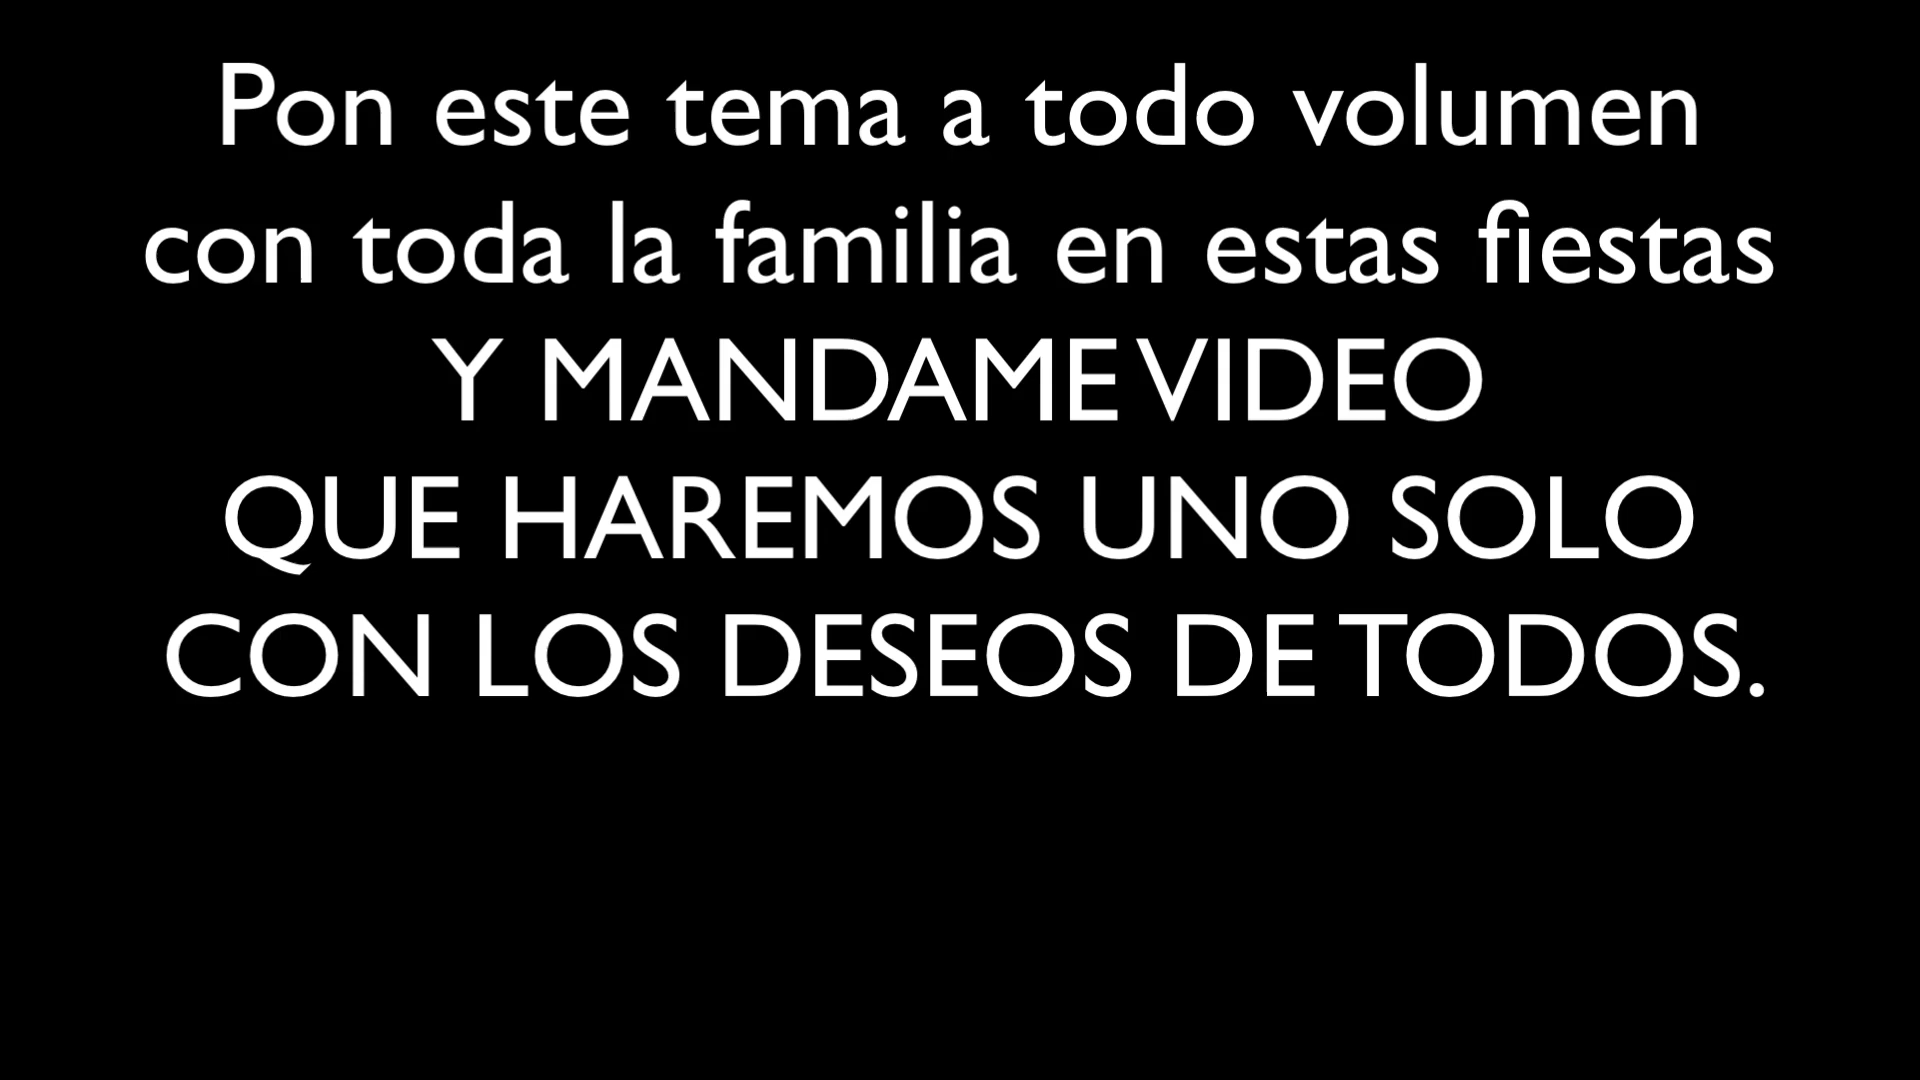 Pon este tema a todo volumen
con toda la familia en estas fiestas
Y MANDAME VIDEO
QUE HAREMOS UNO SOLO
CON LOS DESEOS DE TODOS.